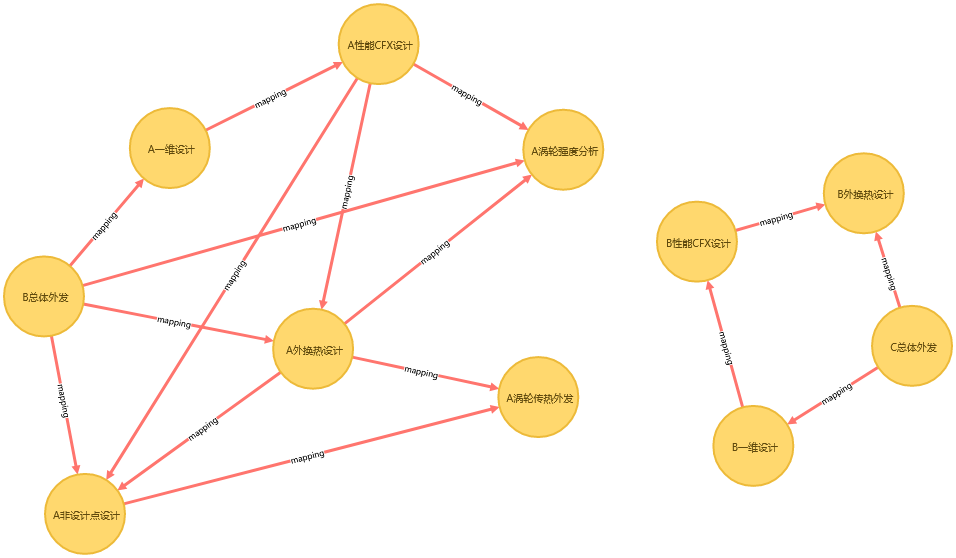 A性能CFX设计
mapping
mapping
A一维设计
A涡轮强度分析
mapping
B外换热设计
mapping
mapping
mapping
B性能CFX设计
mapping
mapping
mapping
B总体外发
mapping
A外换热设计
C总体外发
mapping
mapping
mapping
mapping
A涡轮传热外发
mapping
B一维设计
mapping
A非设计点设计